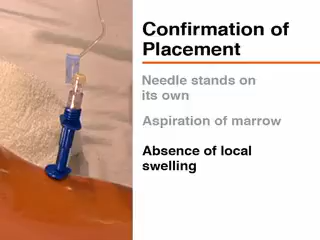 Confirmation of
Placement
Needle stands on
its own
Aspiration of marrow
Absence of local
swelling